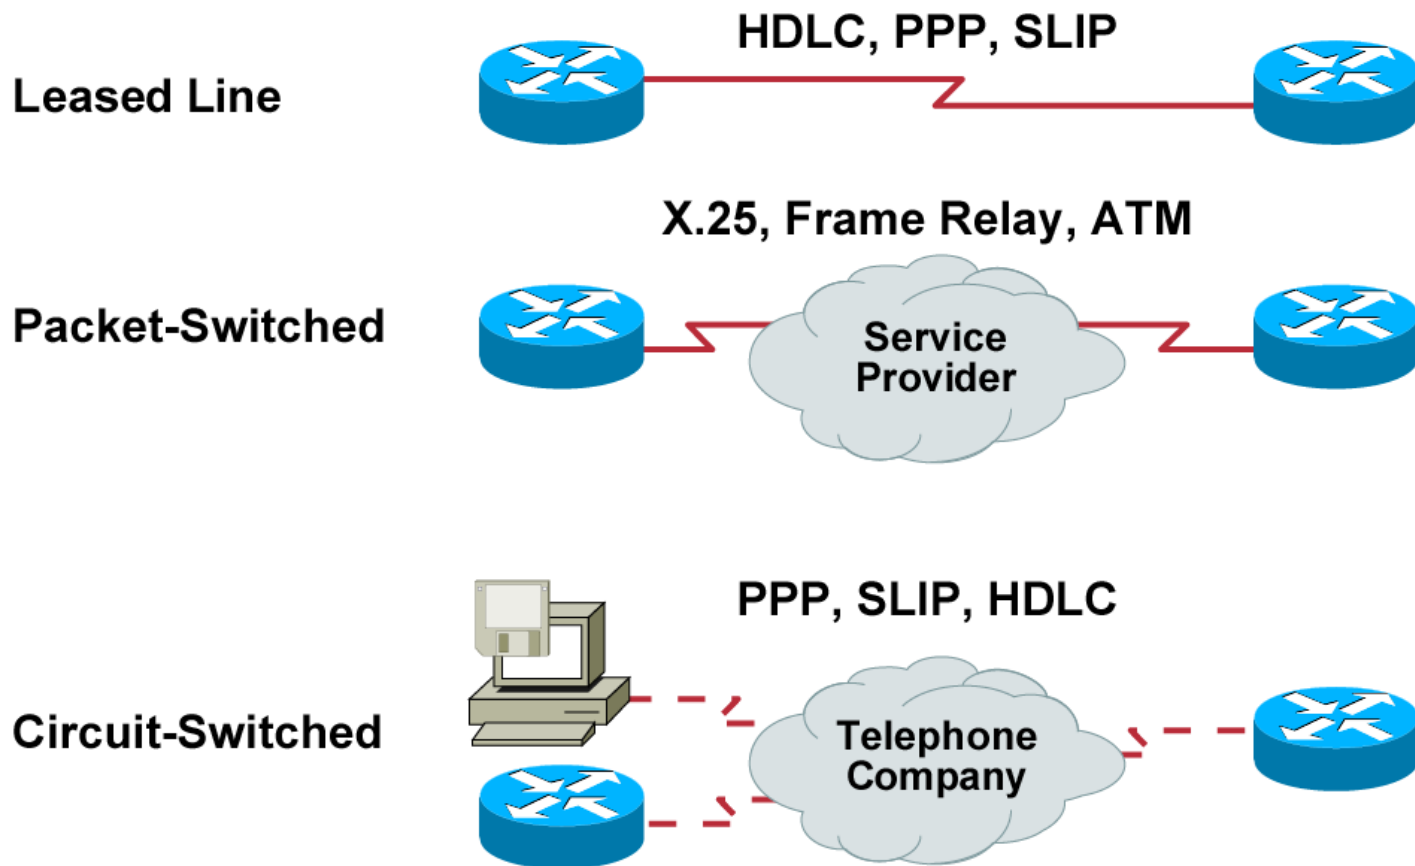 HDLC, PPP, SLIP
Leased Line
X.25, Frame Relay, ATM
Packet-Switched
Service
Provider
PPP, SLIP, HDLC
Circuit-Switched
Telephone
Company